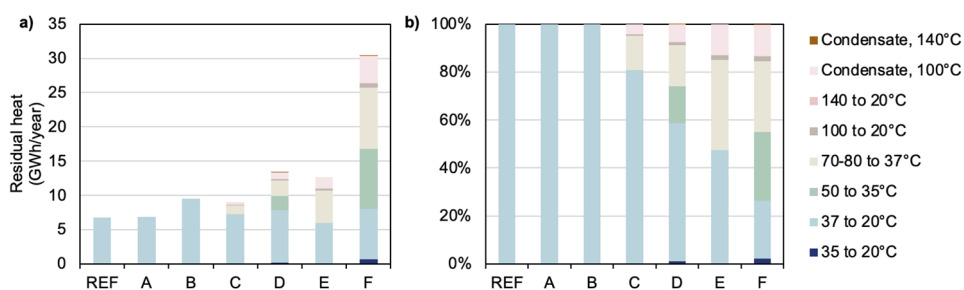 a)
Residual heat
(GWh/year)
35
30
25
20
15
10
5
0
REF A B C D E F
b)
100%
80%
60%
40%
20%
0%
REF A B C D E F
Condensate, 140°C
Condensate, 100°C
140 to 20°C
100 to 20°C
70-80 to 37°C
50 to 35°C
37 to 20°C
35 to 20°C